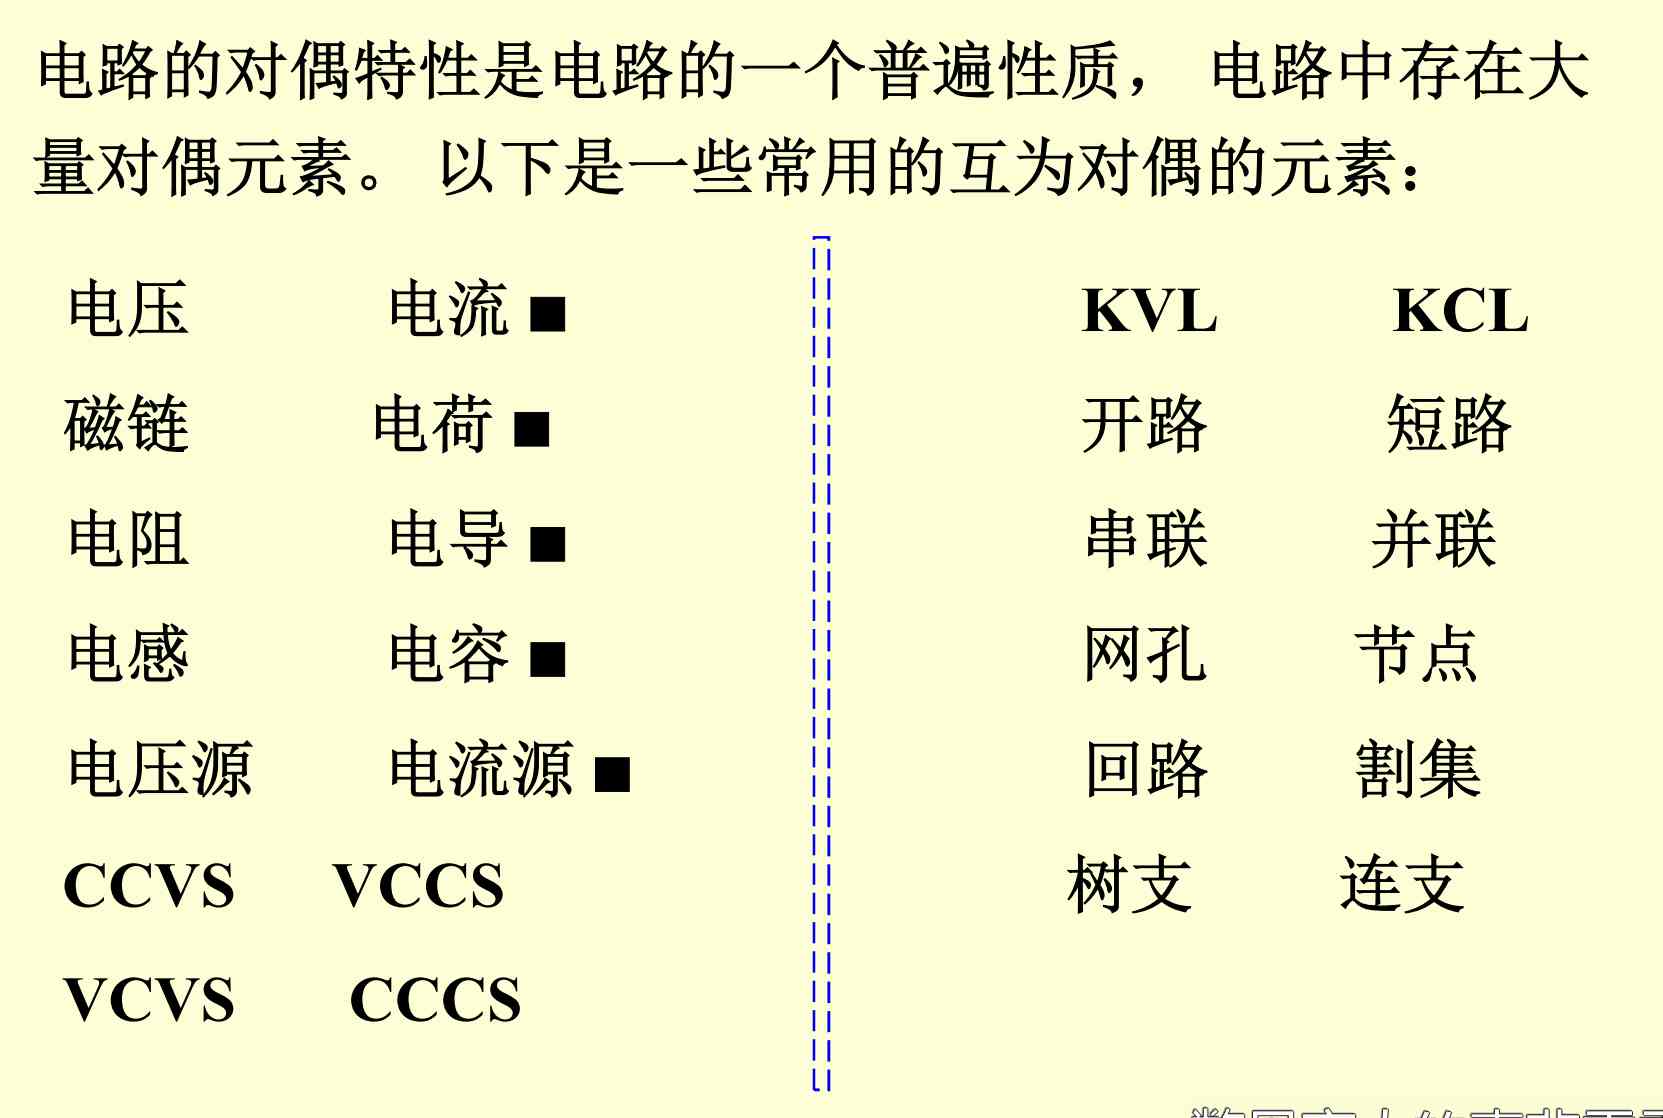 电路的对偶特性是电路的一个普遍性质， 电路中存在大
量对偶元素。 以下是一些常用的互为对偶的元素：
电压 电流 ■
磁链 电荷 ■
电阻 电导 ■
电感 电容 ■
电压源 电流源 ■
CCVS VCCS
VCVS CCCS
KVL KCL
开路 短路
串联 并联
网孔 节点
回路 割集
树支 连支